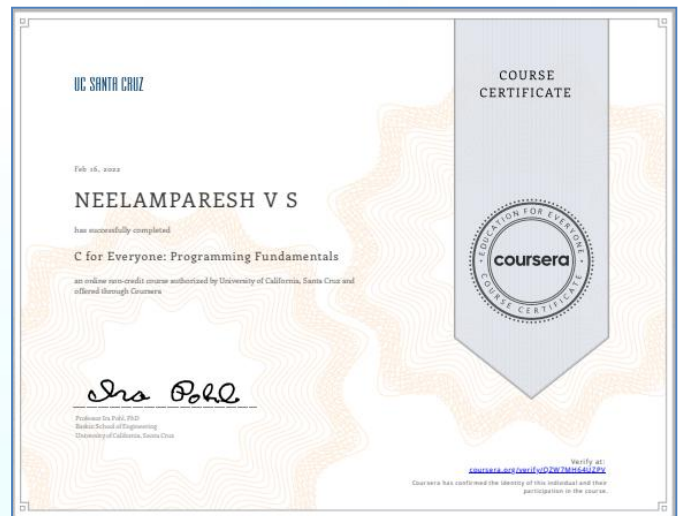 UC SANTA CRUZ
COURSE
CERTIFICATE
Feb 16, 2022
NEELAMPARESH V S
has successfully completed
C for Everyone: Programming Fundamentals
an online non-credit course authorized by University of California, Santa Cruz and
offered through Coursera
EDUCATION FOR EVERYONE
coursera
COURSE CERTIFICATE
Ira Pohl
Professor Ira Pohl, PhD
Baskin School of Engineering
University of California, Santa Cruz
Verify at:
coursera.org/verify/QZW7MH64UZPV
Coursera has confirmed the identity of this individual and their
participation in the course.